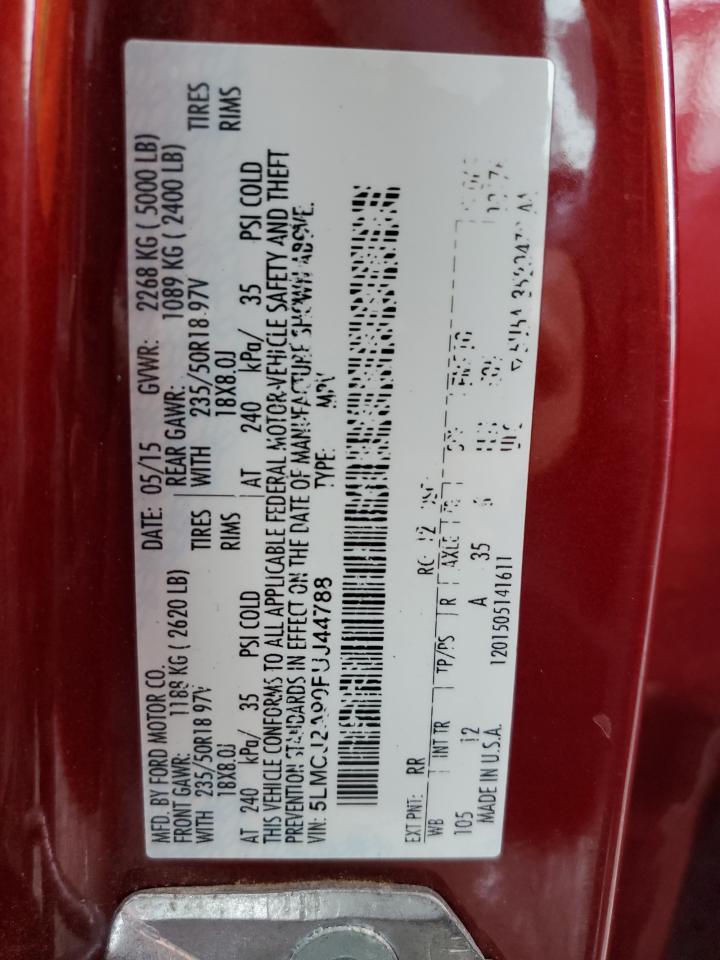 MFD. BY FORD MOTOR CO.
DATE: 05/15
GVWR: 2268 KG ( 5000 LB)
FRONT GAWR: 1188 KG ( 2620 LB)
REAR GAWR: 1089 KG ( 2400 LB)
WITH 235/50R18 97V TIRES
WITH 235/50R18 97V TIRES
18X8.0J RIMS
18X8.0J RIMS
AT 240 kPa/ 35 PSI COLD
AT 240 kPa/ 35 PSI COLD
THIS VEHICLE CONFORMS TO ALL APPLICABLE FEDERAL MOTOR VEHICLE SAFETY AND THEFT
PREVENTION STANDARDS IN EFFECT ON THE DATE OF MANUFACTURE SHOWN ABOVE.
VIN:
TYPE: MPV
EXT PNT: RR
WB INT TR TP/PS R AXLE
105 12 A 35
MADE IN U.S.A.
1201505141611